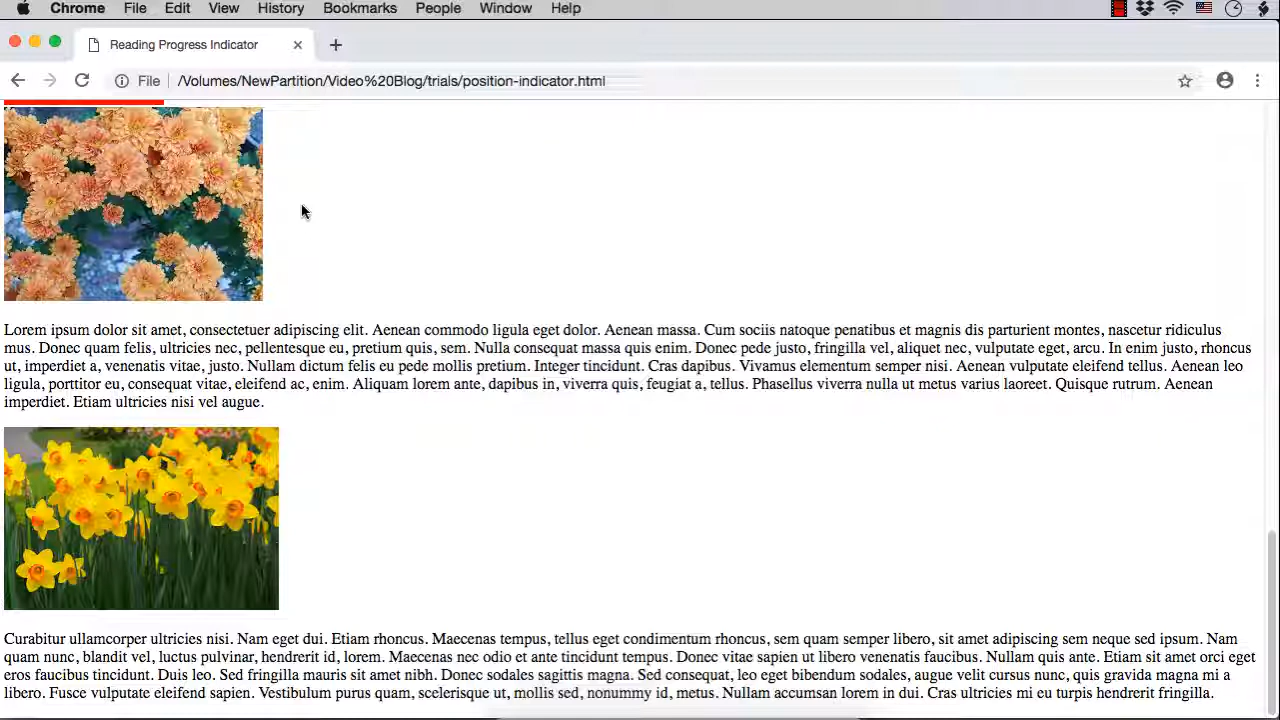 Chrome File Edit View History Bookmarks People Window Help
Reading Progress Indicator
File /Volumes/NewPartition/Video%20Blog/trials/position-indicator.html
Lorem ipsum dolor sit amet, consectetuer adipiscing elit. Aenean commodo ligula eget dolor. Aenean massa. Cum sociis natoque penatibus et magnis dis parturient montes, nascetur ridiculus
mus. Donec quam felis, ultricies nec, pellentesque eu, pretium quis, sem. Nulla consequat massa quis enim. Donec pede justo, fringilla vel, aliquet nec, vulputate eget, arcu. In enim justo, rhoncus
ut, imperdiet a, venenatis vitae, justo. Nullam dictum felis eu pede mollis pretium. Integer tincidunt. Cras dapibus. Vivamus elementum semper nisi. Aenean vulputate eleifend tellus. Aenean leo
ligula, porttitor eu, consequat vitae, eleifend ac, enim. Aliquam lorem ante, dapibus in, viverra quis, feugiat a, tellus. Phasellus viverra nulla ut metus varius laoreet. Quisque rutrum. Aenean
imperdiet. Etiam ultricies nisi vel augue.
Curabitur ullamcorper ultricies nisi. Nam eget dui. Etiam rhoncus. Maecenas tempus, tellus eget condimentum rhoncus, sem quam semper libero, sit amet adipiscing sem neque sed ipsum. Nam
quam nunc, blandit vel, luctus pulvinar, hendrerit id, lorem. Maecenas nec odio et ante tincidunt tempus. Donec vitae sapien ut libero venenatis faucibus. Nullam quis ante. Etiam sit amet orci eget
eros faucibus tincidunt. Duis leo. Sed fringilla mauris sit amet nibh. Donec sodales sagittis magna. Sed consequat, leo eget bibendum sodales, augue velit cursus nunc, quis gravida magna mi a
libero. Fusce vulputate eleifend sapien. Vestibulum purus quam, scelerisque ut, mollis sed, nonummy id, metus. Nullam accumsan lorem in dui. Cras ultricies mi eu turpis hendrerit fringilla.